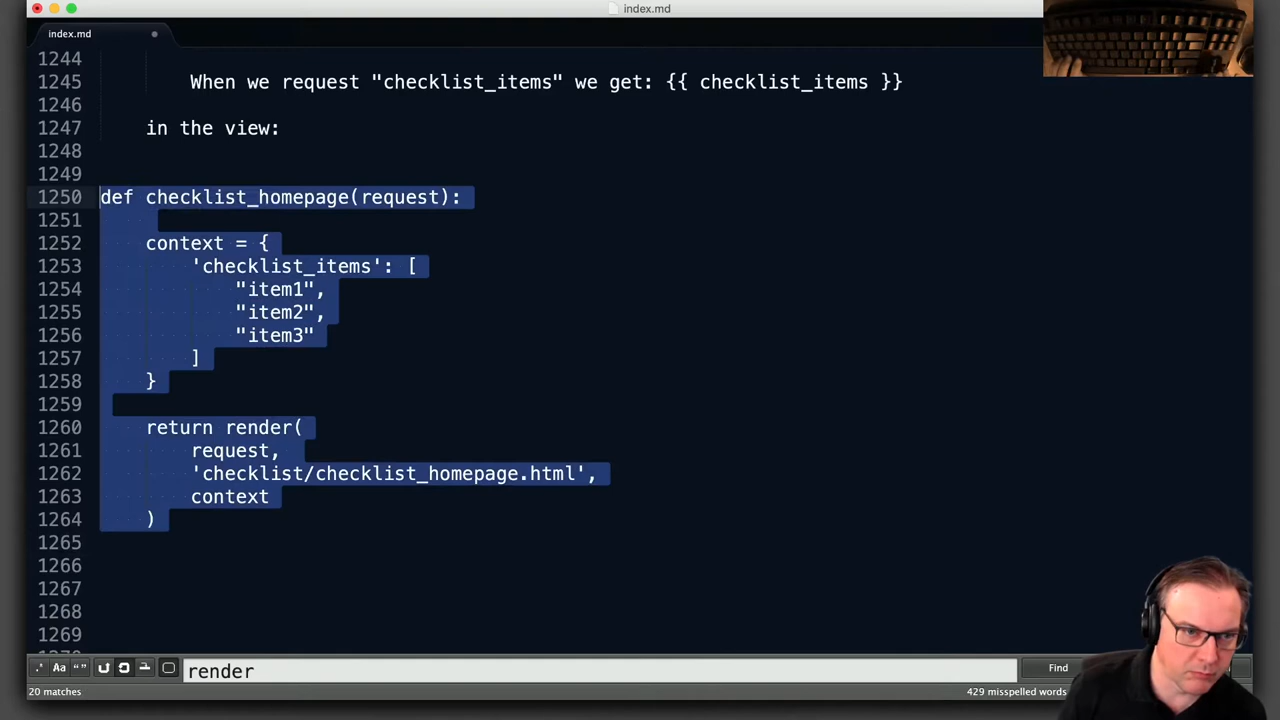 index.md
index.md
1244
1245 When we request "checklist_items" we get: {{ checklist_items }}
1246
1247 in the view:
1248
1249
1250 def checklist_homepage(request):
1251
1252 context = {
1253 'checklist_items': [
1254 "item1",
1255 "item2",
1256 "item3"
1257 ]
1258 }
1259
1260 return render(
1261 request,
1262 'checklist/checklist_homepage.html',
1263 context
1264 )
1265
1266
1267
1268
1269
.* Aa “ ” render Find
20 matches 429 misspelled words